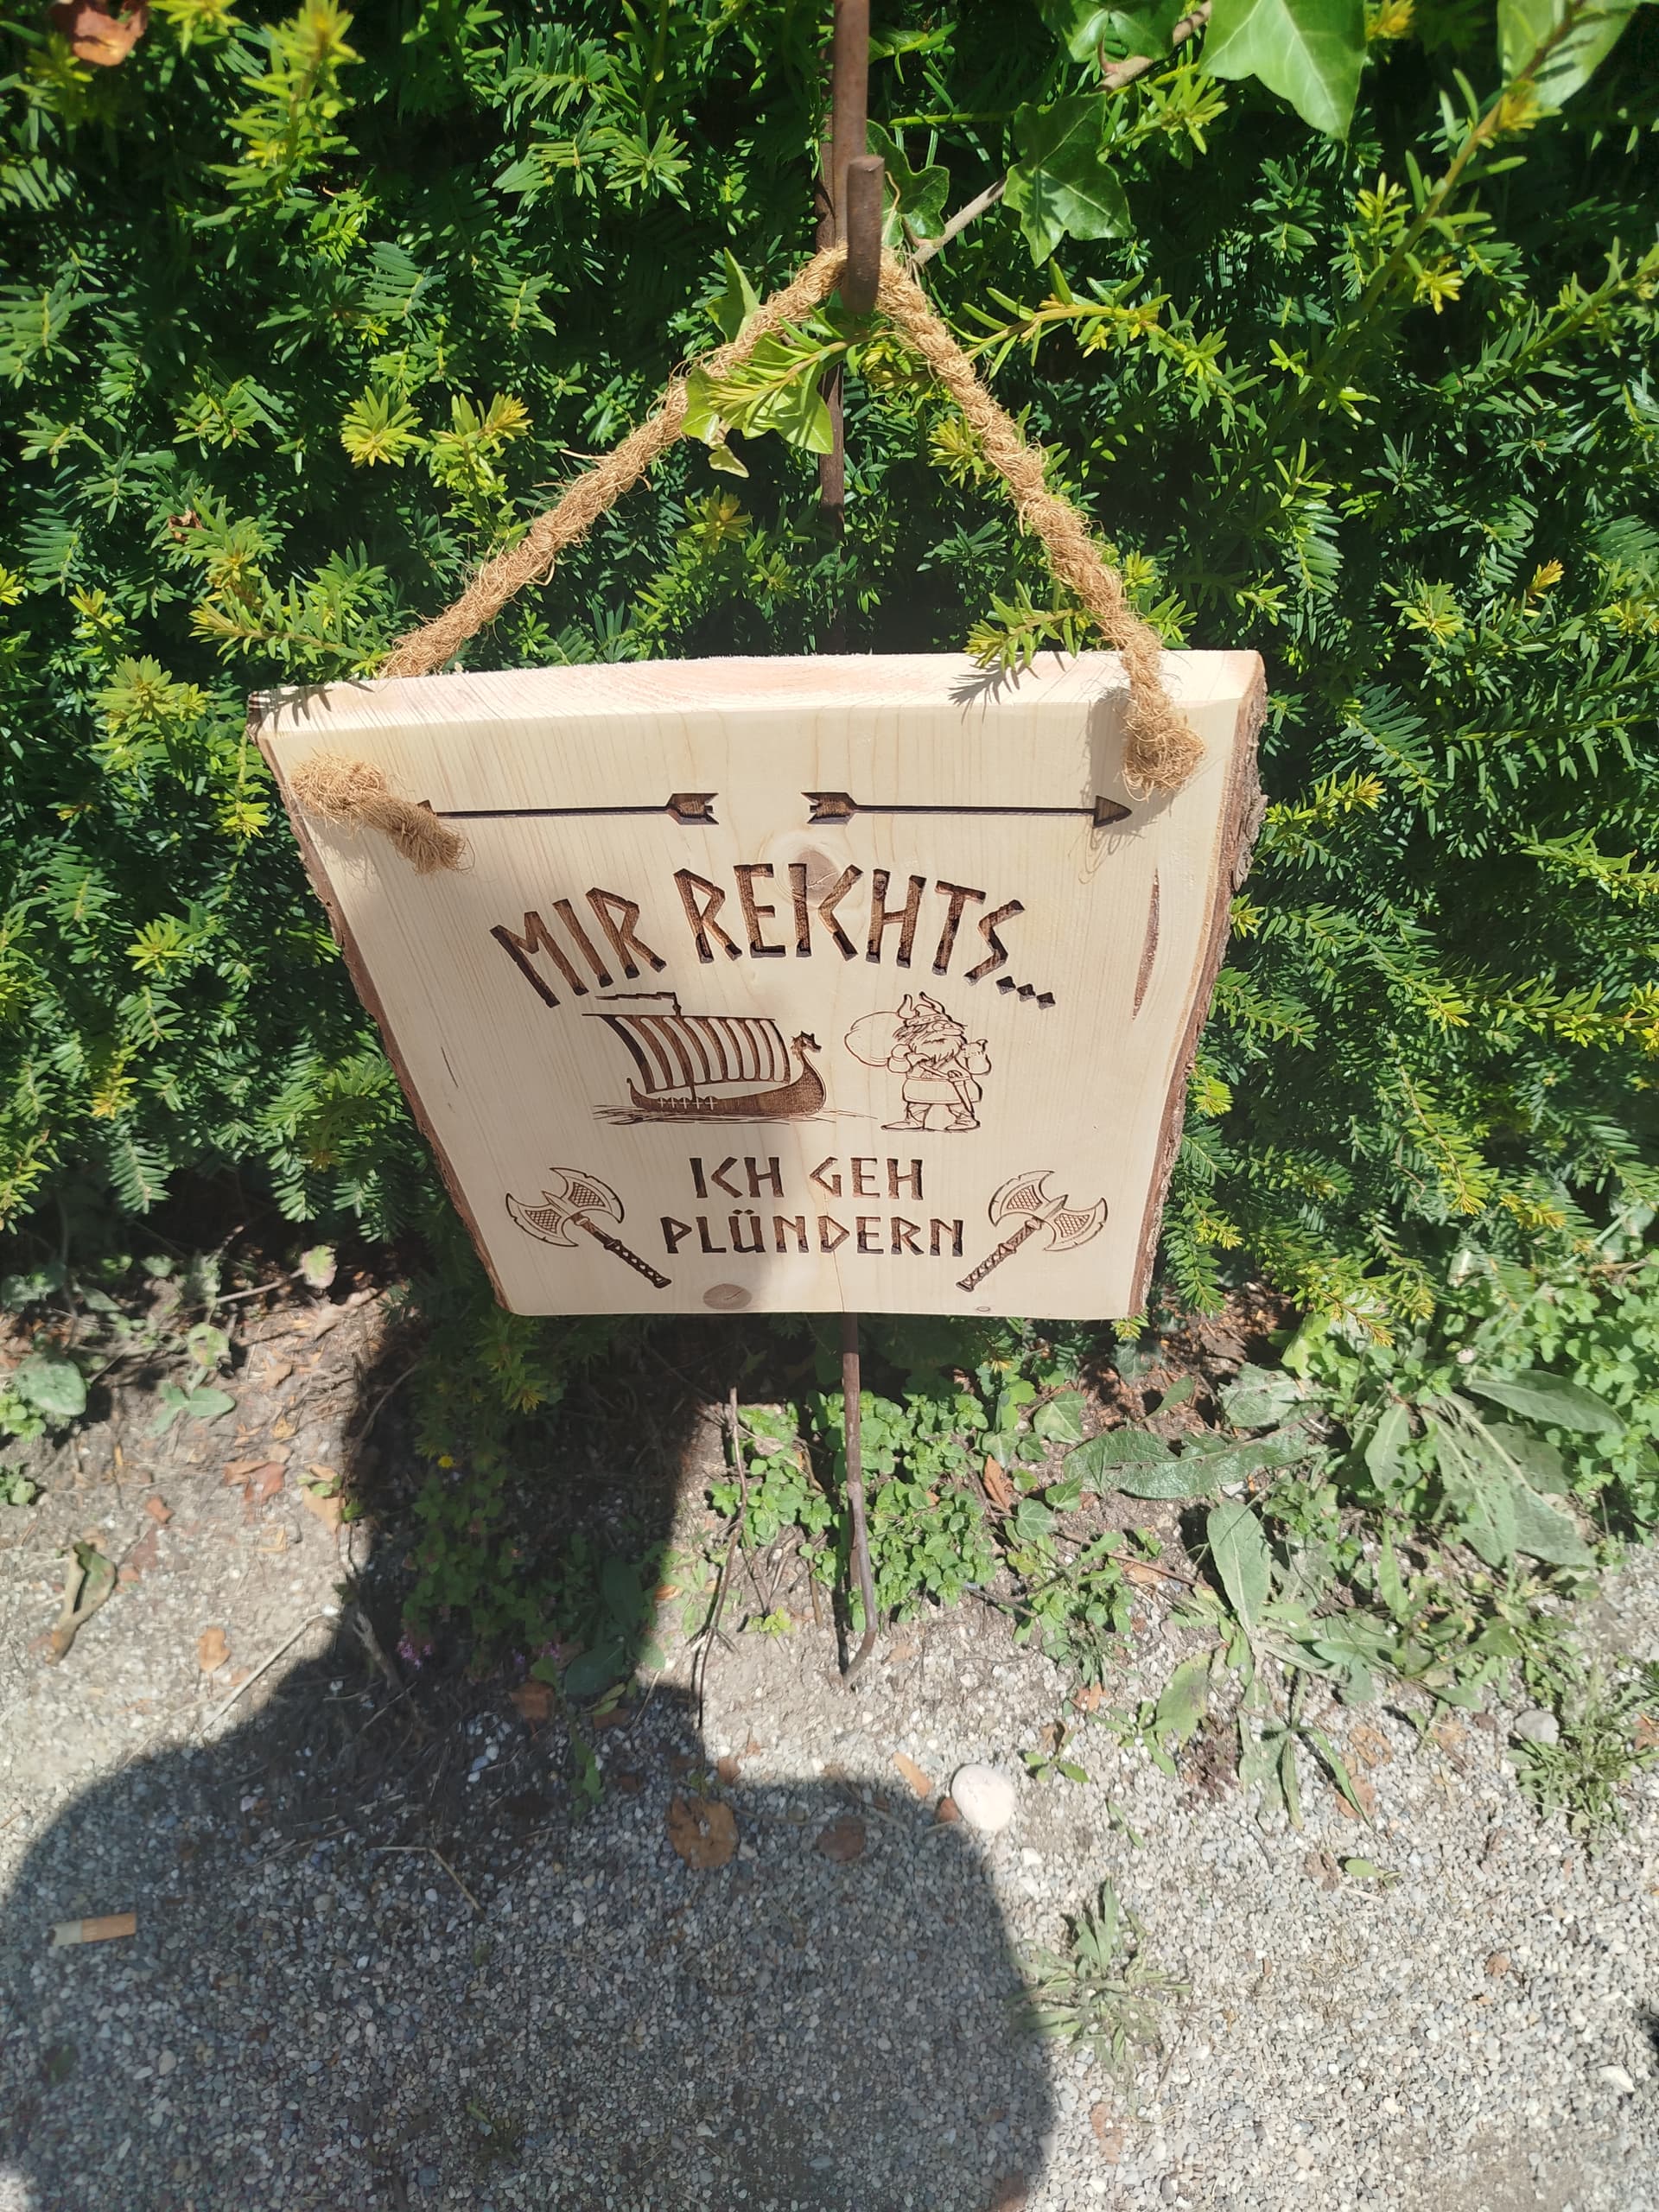 MIR REICHTS...
ICH GEH
PLÜNDERN